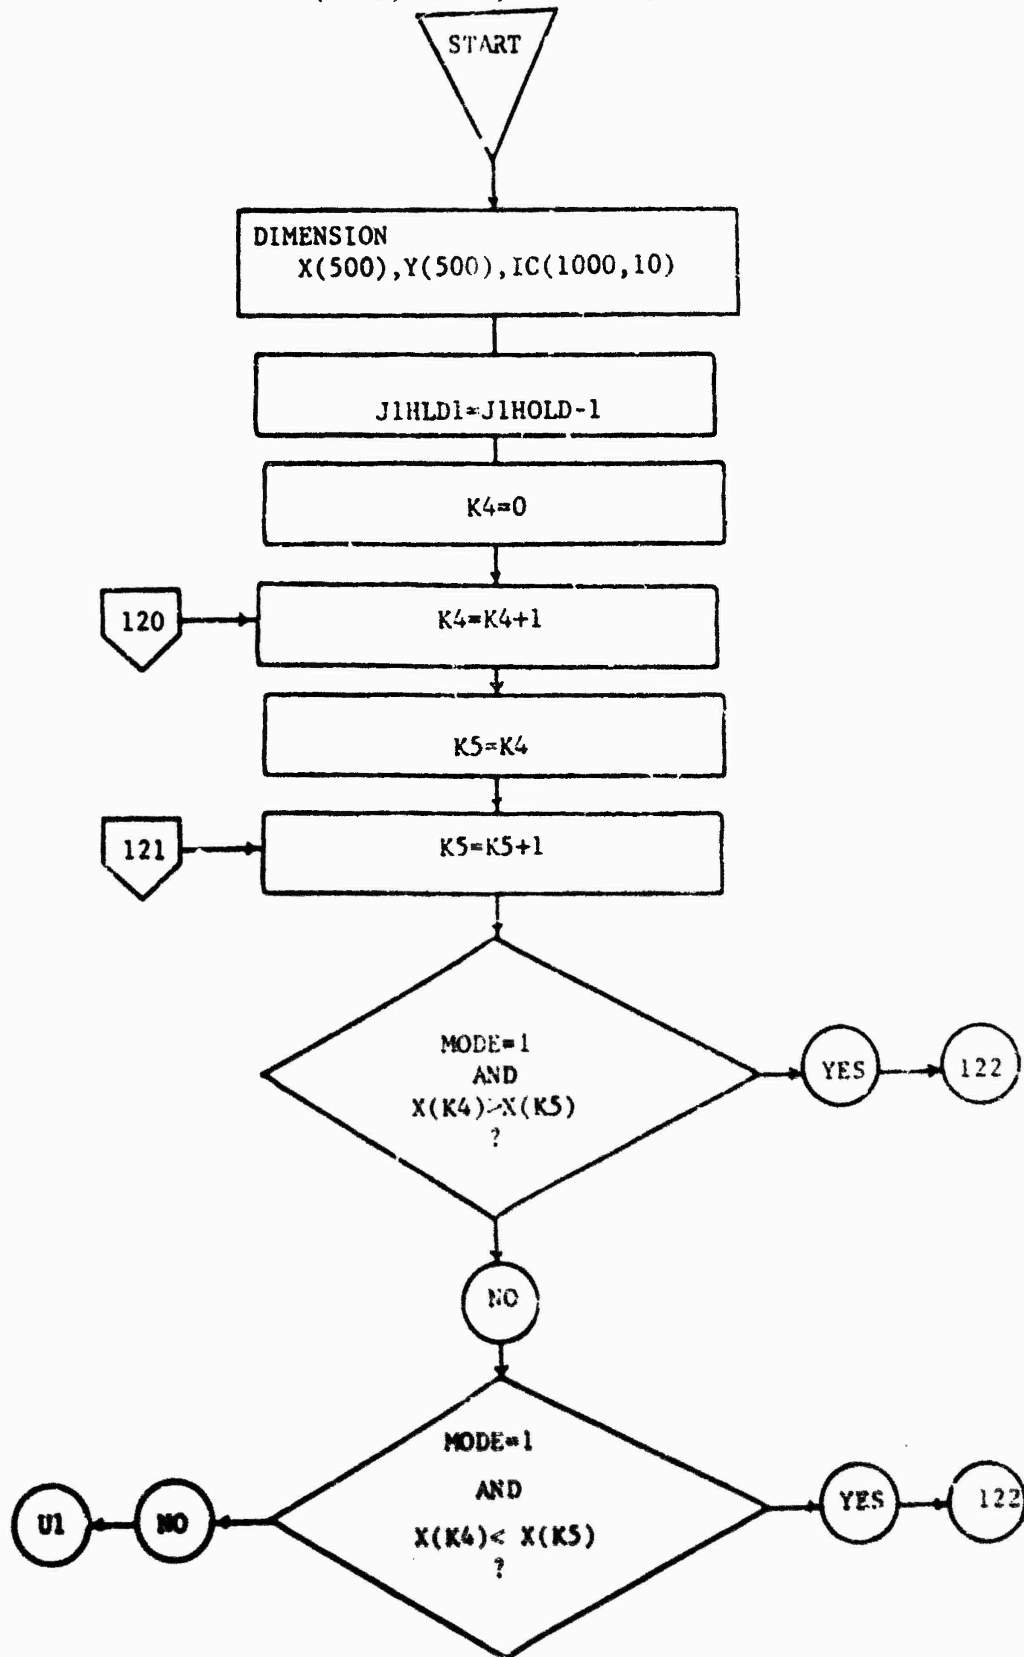 START
DIMENSION
X(500),Y(500),IC(1000,10)
J1HLD1=J1HOLD-1
K4=0
120
K4=K4+1
K5=K4
121
K5=K5+1
MODE=1
AND
X(K4)>X(K5)
?
YES
122
NO
MODE=1
AND
X(K4)< X(K5)
?
YES
122
NO
U1